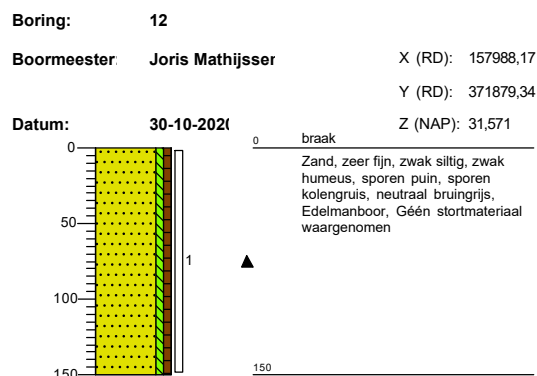 Boring: 12
Boormeester: Joris Mathijssen
X (RD): 157988,17
Y (RD): 371879,34
Datum: 30-10-2020
Z (NAP): 31,571
0
0
braak
Zand, zeer fijn, zwak siltig, zwak
humeus, sporen puin, sporen
kolengruis, neutraal bruingrijs,
Edelmanboor, Géén stortmateriaal
waargenomen
50
1
100
150
150